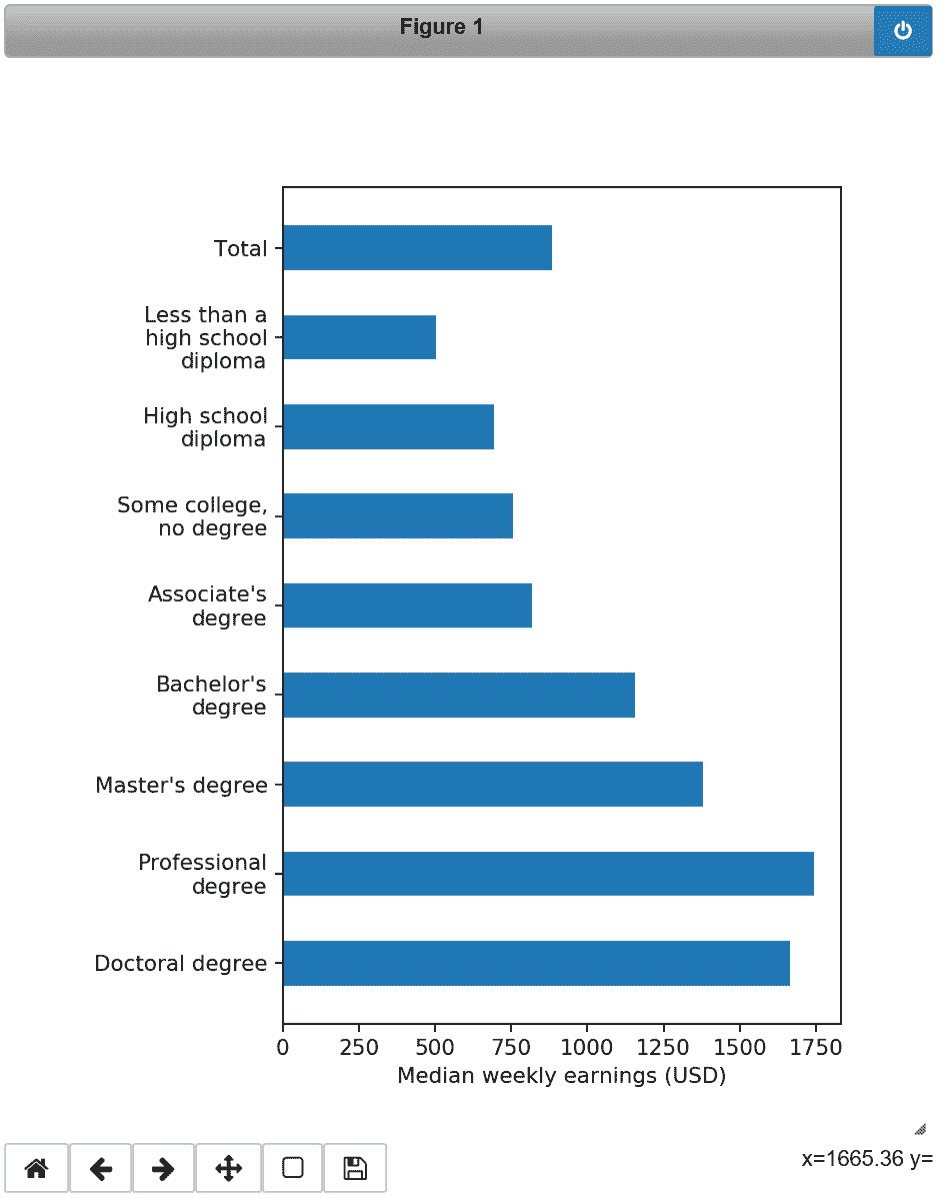 Figure 1
Total
Less than a
high school
diploma
High school
diploma
Some college,
no degree
Associate's
degree
Bachelor's
degree
Master's degree
Professional
degree
Doctoral degree
0 250 500 750 1000 1250 1500 1750
Median weekly earnings (USD)
x=1665.36 y=